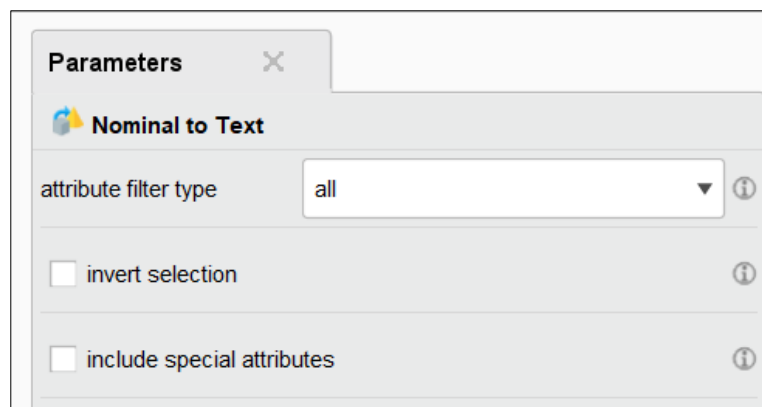 Parameters
Nominal to Text
attribute filter type all
invert selection
include special attributes